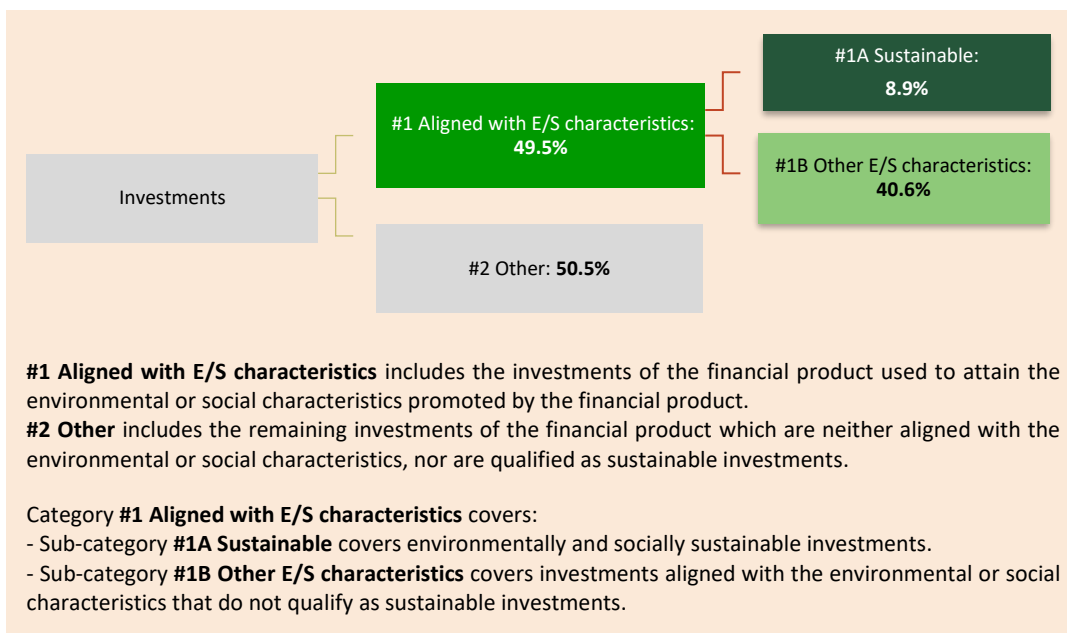 #1A Sustainable:
8.9%
#1 Aligned with E/S characteristics:
49.5%
#1B Other E/S characteristics:
40.6%
Investments
#2 Other: 50.5%
#1 Aligned with E/S characteristics includes the investments of the financial product used to attain the
environmental or social characteristics promoted by the financial product.
#2 Other includes the remaining investments of the financial product which are neither aligned with the
environmental or social characteristics, nor are qualified as sustainable investments.
Category #1 Aligned with E/S characteristics covers:
- Sub-category #1A Sustainable covers environmentally and socially sustainable investments.
- Sub-category #1B Other E/S characteristics covers investments aligned with the environmental or social
characteristics that do not qualify as sustainable investments.